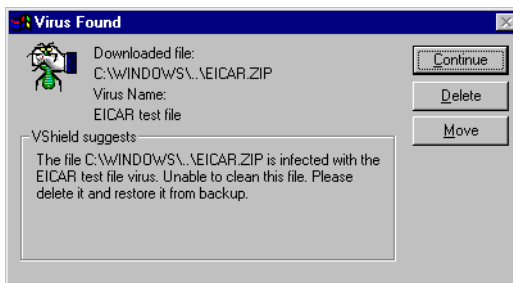 Virus Found
Downloaded file:
C:\WINDOWS\..\EICAR.ZIP
Virus Name:
EICAR test file
Continue
Delete
Move
VShield suggests
The file C:\WINDOWS\..\EICAR.ZIP is infected with the
EICAR test file virus. Unable to clean this file. Please
delete it and restore it from backup.